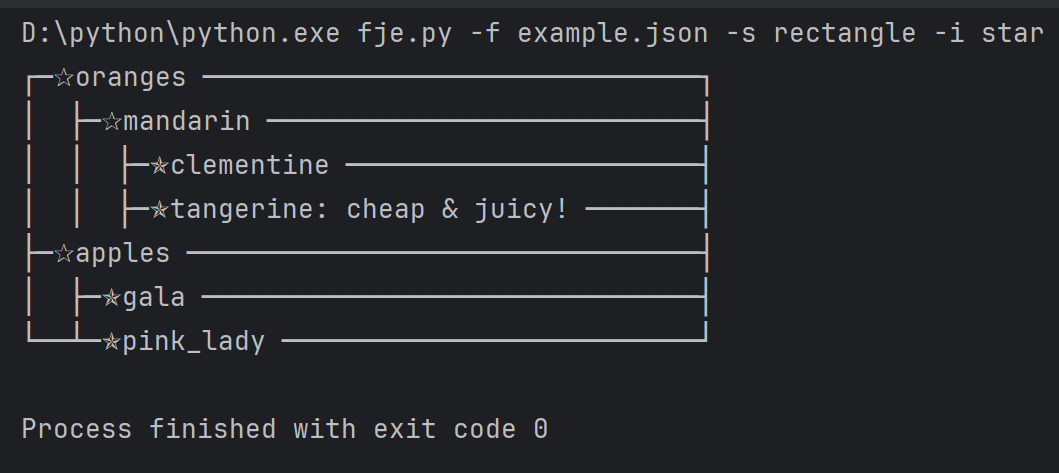 D:\python\python.exe fje.py -f example.json -s rectangle -i star
┌─☆oranges ───────────────────────────────┐
│  ├─☆mandarin ───────────────────────────┤
│  │  ├─✯clementine ──────────────────────┤
│  │  ├─✯tangerine: cheap & juicy! ───────┤
├─☆apples ────────────────────────────────┤
│  ├─✯gala ───────────────────────────────┤
└──┴─✯pink_lady ──────────────────────────┘
Process finished with exit code 0